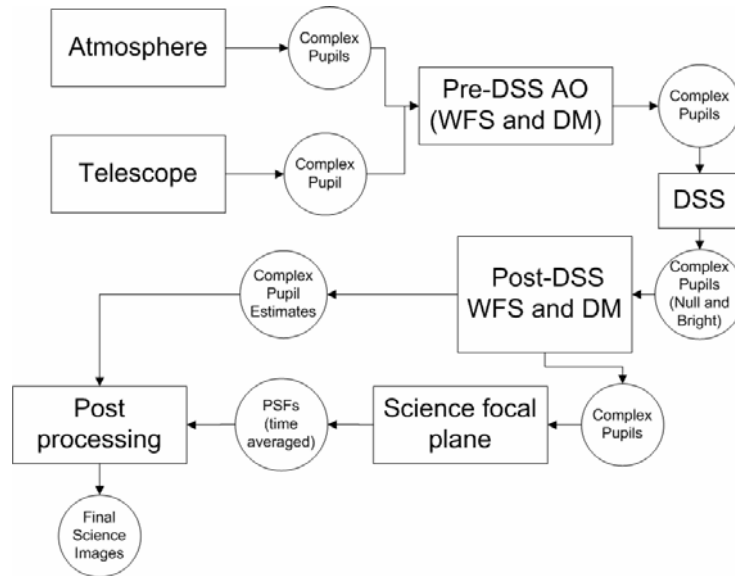 Atmosphere
Complex
Pupils
Pre-DSS AO
(WFS and DM)
Complex
Pupils
Telescope
Complex
Pupil
DSS
Complex
Pupils
(Null and
Bright)
Post-DSS
WFS and DM
Complex
Pupil
Estimates
Complex
Pupils
Science focal
plane
PSFs
(time
averaged)
Post
processing
Final
Science
Images